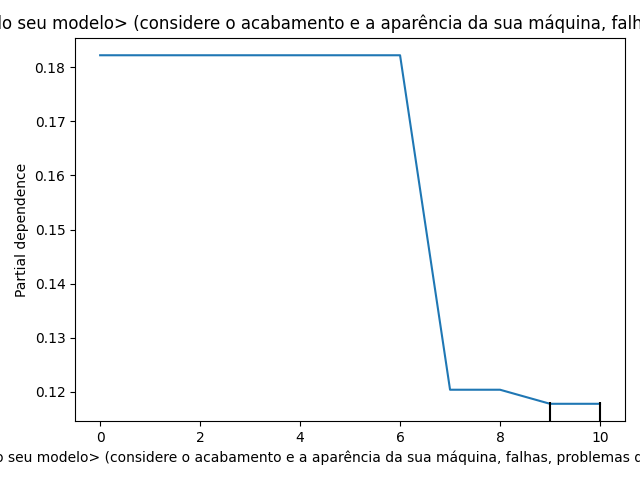 lo seu modelo> (considere o acabamento e a aparência da sua máquina, falh
0.18
0.17
0.16
0.15
0.14
0.13
0.12
Partial dependence
0 2 4 6 8 10
o seu modelo> (considere o acabamento e a aparência da sua máquina, falhas, problemas d